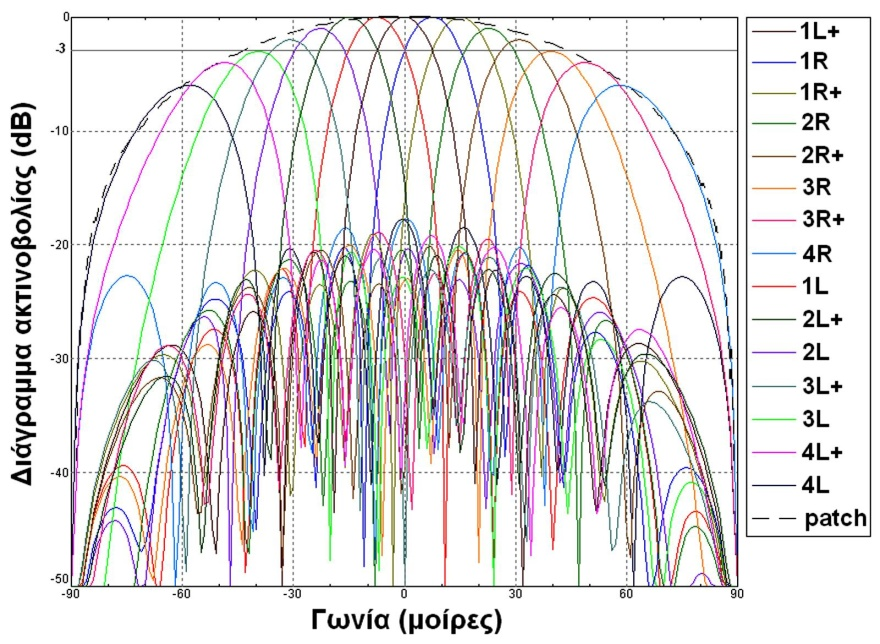 0
-3
-10
-20
-30
-40
-50
Διάγραμμα ακτινοβολίας (dB)
-90
-60
-30
0
30
60
90
Γωνία (μοίρες)
1L+
1R
1R+
2R
2R+
3R
3R+
4R
1L
2L+
2L
3L+
3L
4L+
4L
patch